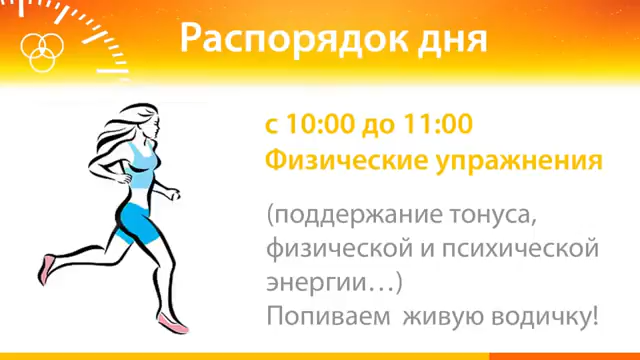 Распорядок дня
с 10:00 до 11:00
Физические упражнения
(поддержание тонуса,
физической и психической
энергии...)
Попиваем живую водичку!